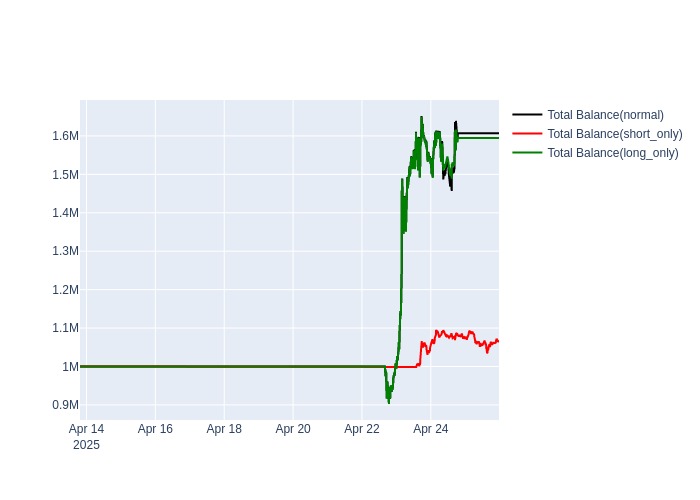 Total Balance(normal)
Total Balance(short_only)
Total Balance(long_only)
1.6M
1.5M
1.4M
1.3M
1.2M
1.1M
1M
0.9M
Apr 14 Apr 16 Apr 18 Apr 20 Apr 22 Apr 24
2025